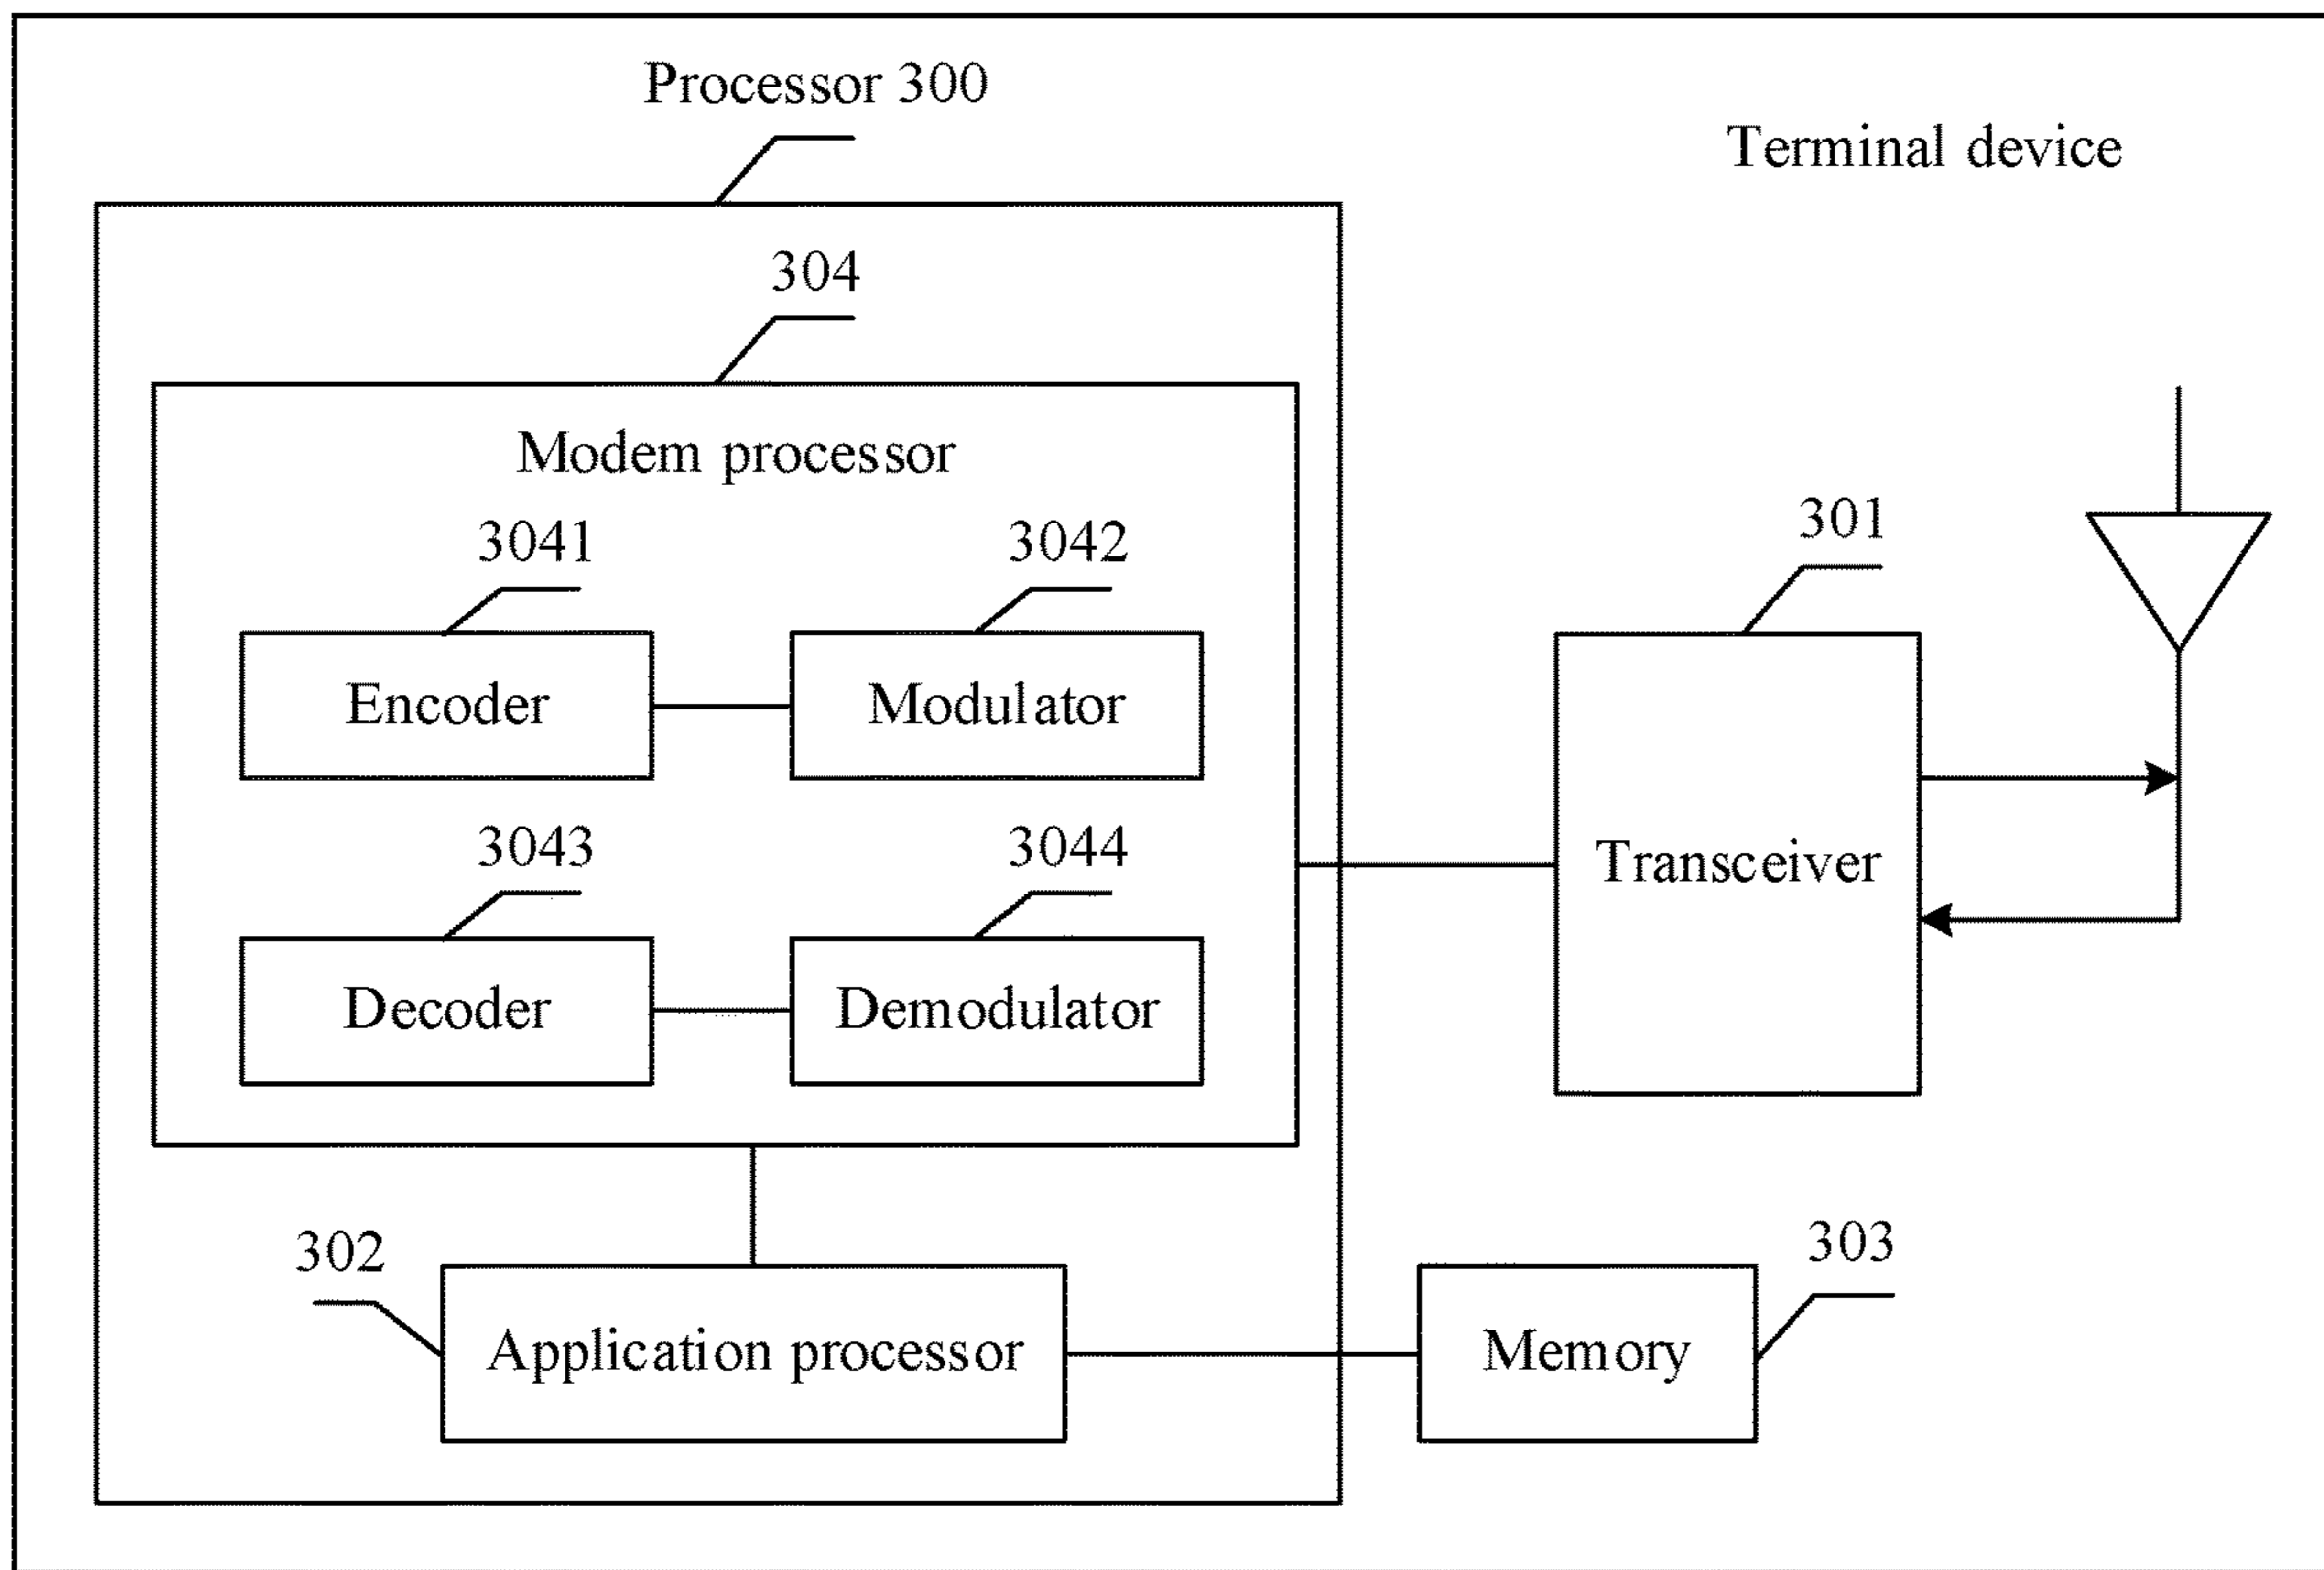 Processor 300
Terminal device
304
Modem processor
3041
3042
301
Encoder
Modulator
3043
3044
Transceiver
Decoder
Demodulator
302
303
Application processor
Memory